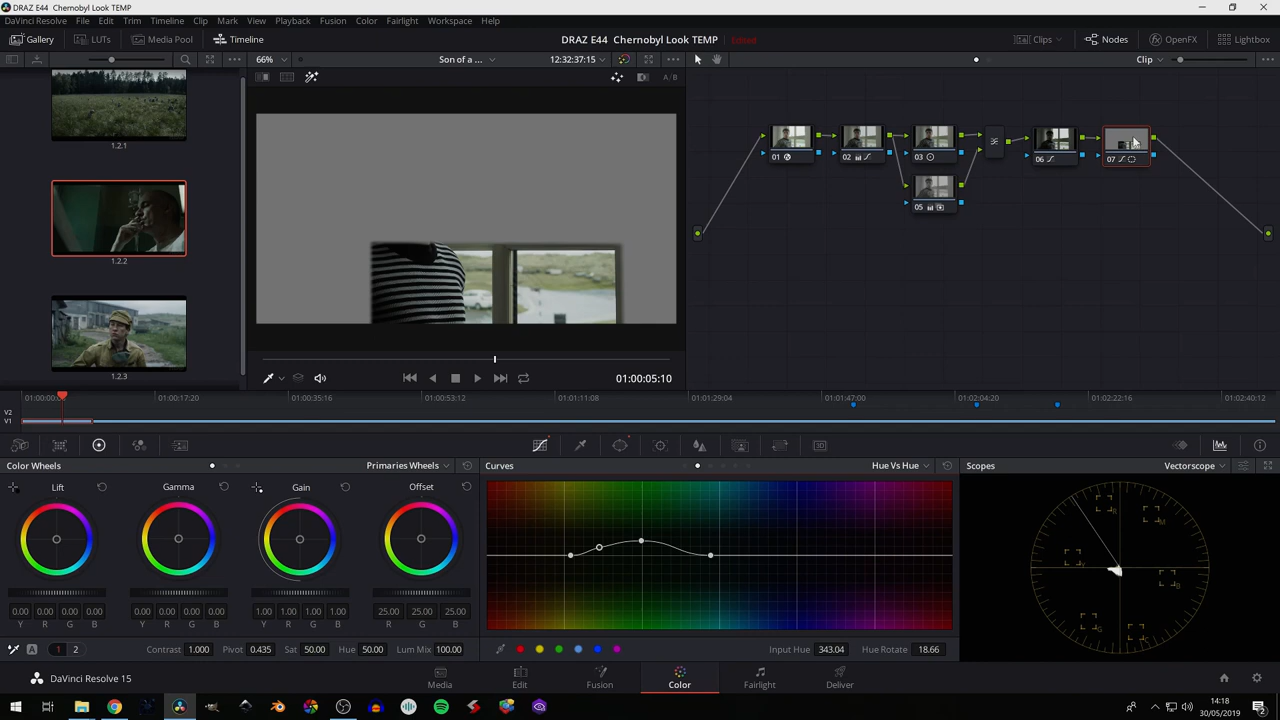 DRAZ E44 Chernobyl Look TEMP
DaVinci Resolve File Edit Trim Timeline Clip Mark View Playback Fusion Color Fairlight Workspace Help
Gallery LUTs Media Pool Timeline DRAZ E44 Chernobyl Look TEMP Edited Clips Nodes OpenFX Lightbox
66% Son of a ... 12:32:37:15 Clip
A/B
1.2.1
1.2.2
1.2.3
01
02
03
05
06
07
01:00:05:10
01:00:17:20 01:00:35:16 01:00:53:12 01:01:11:08 01:01:29:04 01:01:47:00 01:02:04:20 01:02:22:16 01:02:40:12
V2
V1
Color Wheels Primaries Wheels Curves Hue Vs Hue Scopes Vectorscope
Lift Gamma Gain Offset
0.00 0.00 0.00 0.00 0.00 0.00 0.00 0.00 1.00 1.00 1.00 1.00 25.00 25.00 25.00
Y R G B Y R G B Y R G B R G B
A 1 2 Contrast 1.000 Pivot 0.435 Sat 50.00 Hue 50.00 Lum Mix 100.00 Input Hue 343.04 Hue Rotate 18.66
R
M
Y
B
G
C
DaVinci Resolve 15 Media Edit Fusion Color Fairlight Deliver
14:18
30/05/2019
2